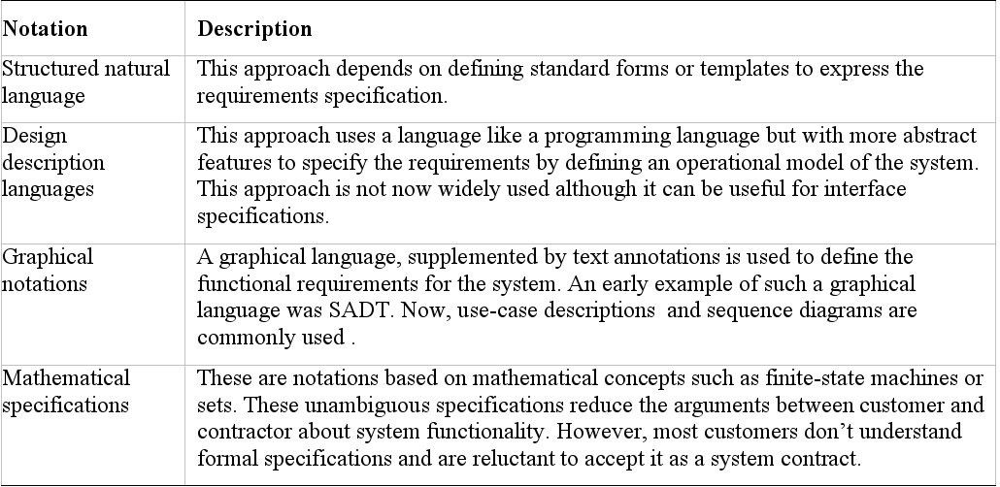 Notation Description
Structured natural This approach depends on defining standard forms or templates to express the
language requirements specification.
Design This approach uses a language like a programming language but with more abstract
description features to specify the requirements by defining an operational model of the system.
languages This approach is not now widely used although it can be useful for interface
specifications.
Graphical A graphical language, supplemented by text annotations is used to define the
notations functional requirements for the system. An early example of such a graphical
language was SADT. Now, use-case descriptions and sequence diagrams are
commonly used .
Mathematical These are notations based on mathematical concepts such as finite-state machines or
specifications sets. These unambiguous specifications reduce the arguments between customer and
contractor about system functionality. However, most customers don’t understand
formal specifications and are reluctant to accept it as a system contract.